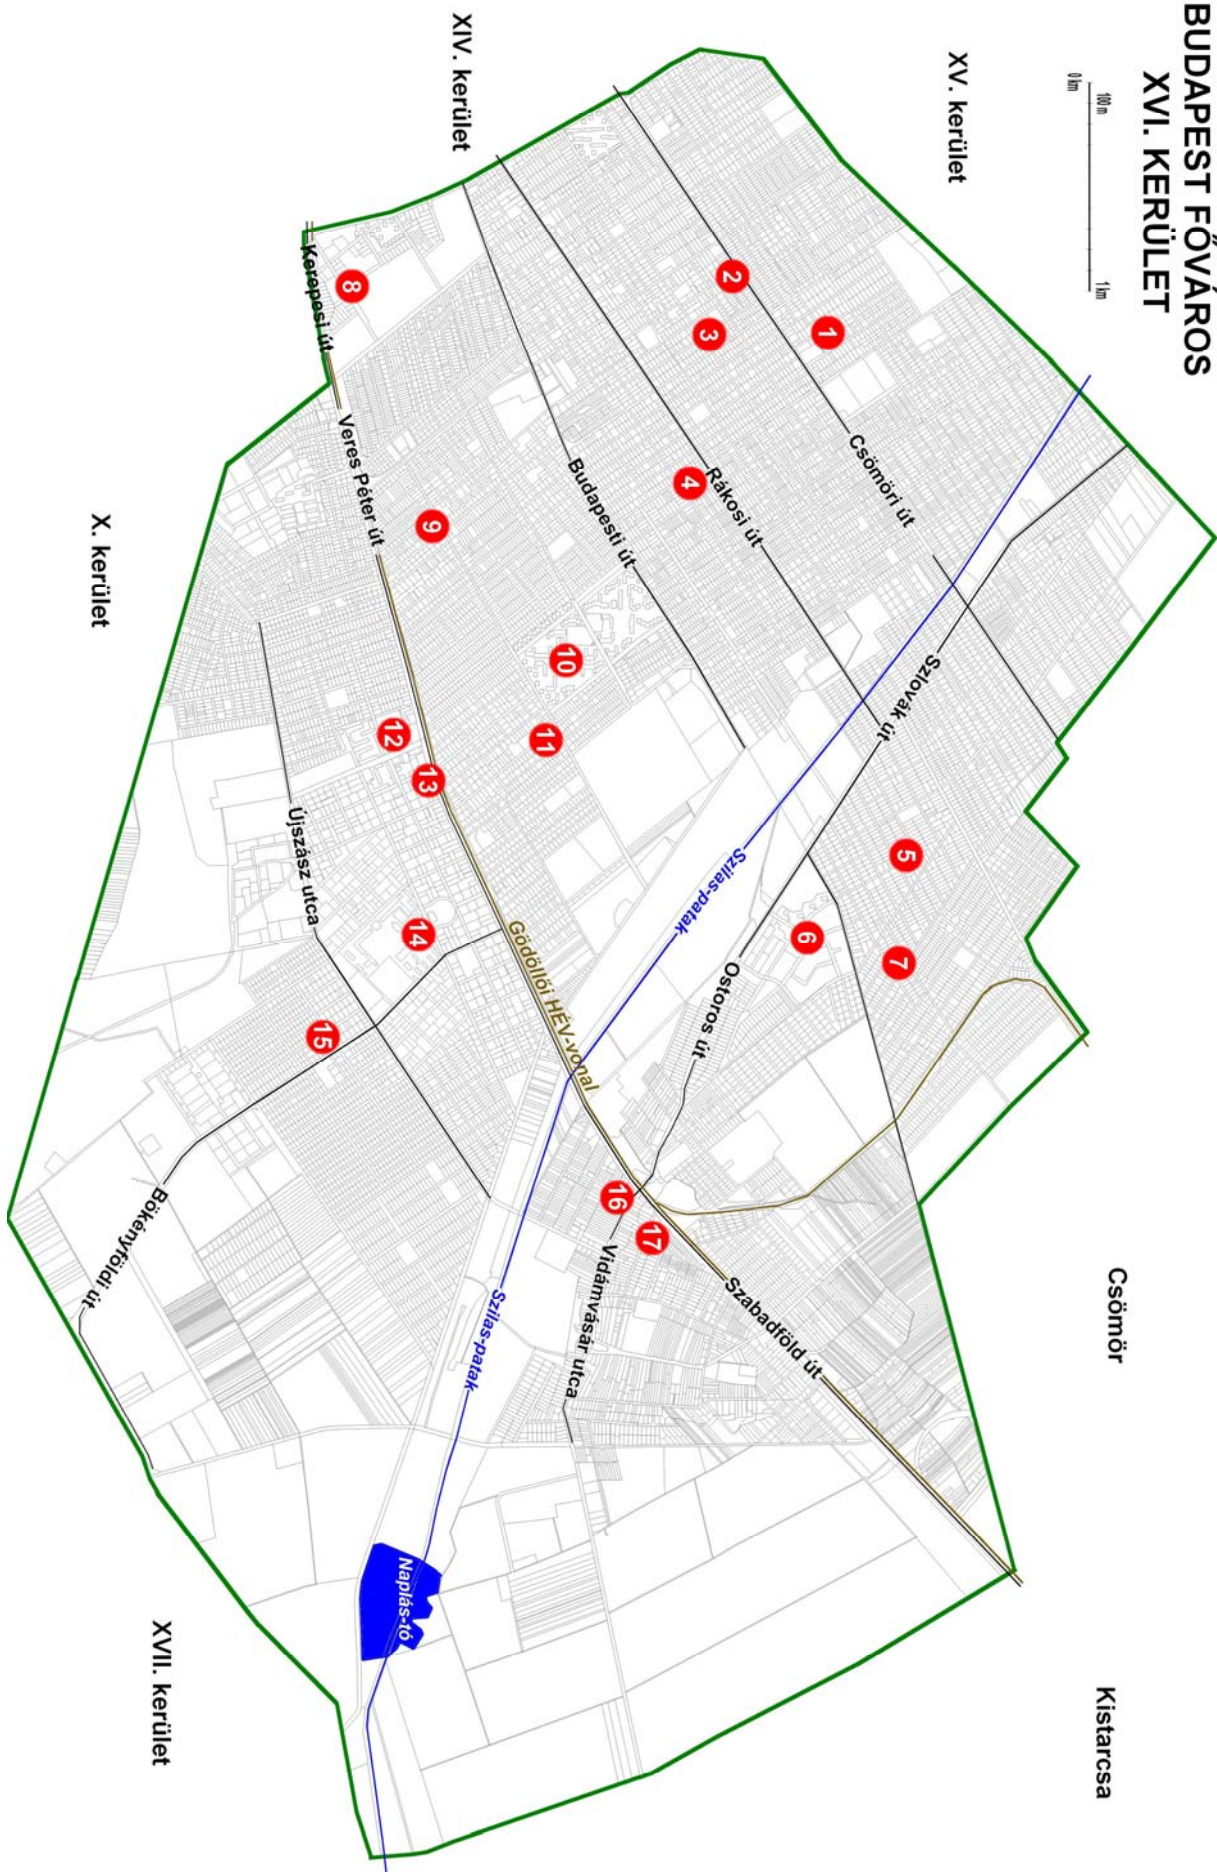 BUDAPEST FŐVÁROS
XVI. KERÜLET
100 m
0 km
1 km
XV. kerület
XIV. kerület
X. kerület
XVII. kerület
Csömör
Kistarcsa
Kerepesi út
Veres Péter út
Budapesti út
Rákosi út
Csömöri út
Szlovák út
Ostoros út
Szilas-patak
Gödöllői HÉV-vonal
Újszász utca
Bökényföldi út
Vidámvásár utca
Szabadföld út
Szilas-patak
Naplás-tó
1
2
3
4
5
6
7
8
9
10
11
12
13
14
15
16
17